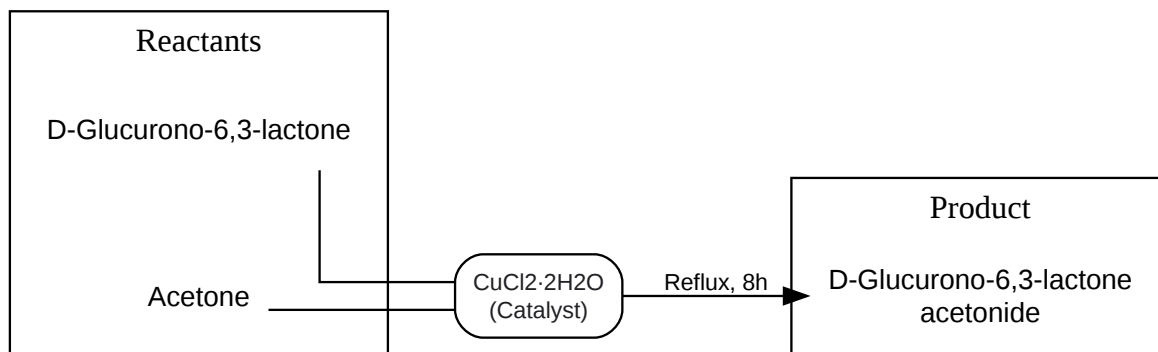 Reactants
D-Glucurono-6,3-lactone
Acetone
CuCl2·2H2O
(Catalyst)
Reflux, 8h
Product
D-Glucurono-6,3-lactone
acetonide